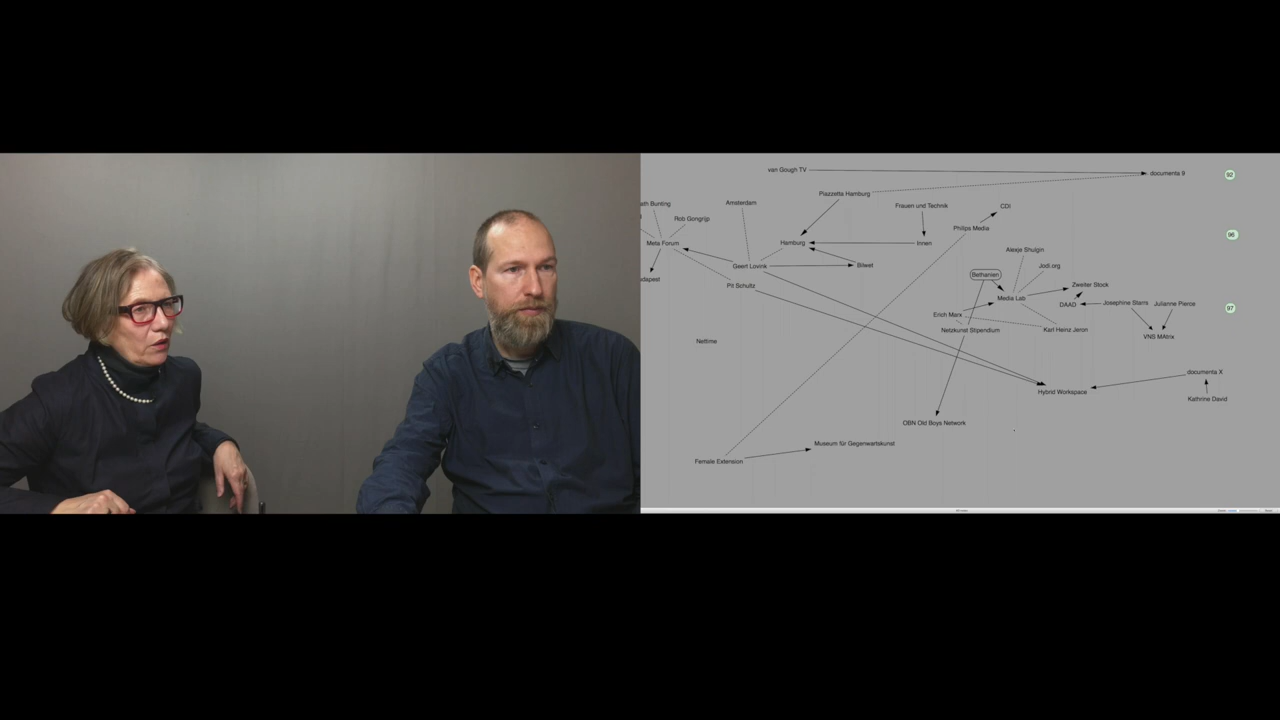 van Gough TV
documenta 9
92
Piazzetta Hamburg
ath Bunting
Amsterdam
Frauen und Technik
CDI
Rob Gongrijp
Philips Media
96
Meta Forum
Hamburg
Innen
Alexje Shulgin
Geert Lovink
Bilwet
Jodi.org
Bethanien
udapest
Pit Schultz
Zweiter Stock
Media Lab
DAAD
Josephine Starrs
Julianne Pierce
97
Erich Marx
Netzkunst Stipendium
Karl Heinz Jeron
VNS MAtrix
Nettime
documenta X
Hybrid Workspace
Kathrine David
OBN Old Boys Network
Museum für Gegenwartskunst
Female Extension